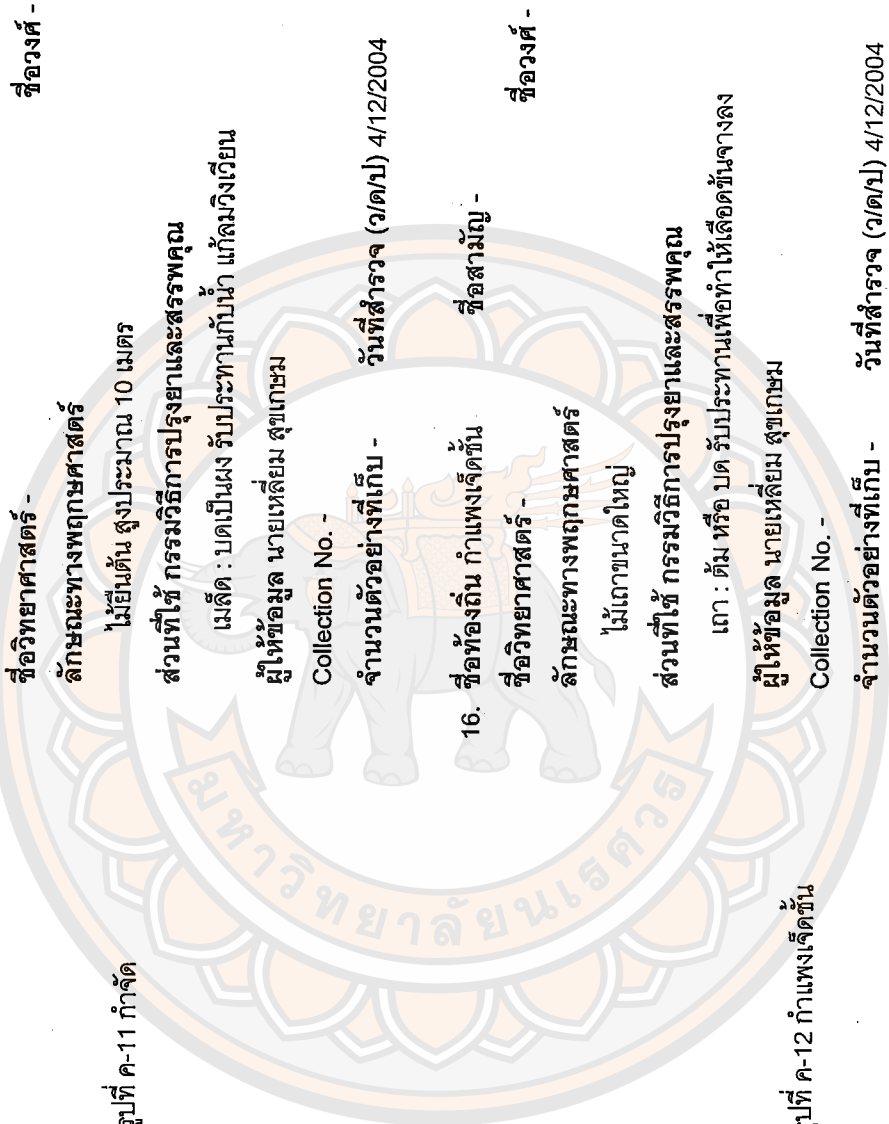 ชื่อวิทยาศาสตร์ - ชื่อวงศ์ -
ลักษณะทางพฤกษศาสตร์
ไม้ยืนต้น สูงประมาณ 10 เมตร
ส่วนที่ใช้ กรรมวิธีการปรุงยาและสรรพคุณ
เมล็ด : บดเป็นผง รับประทานกับน้ำ แก้ลมวิงเวียน
ผู้ให้ข้อมูล นายเหลี่ยม สุขเกษม
Collection No. -
จำนวนตัวอย่างที่เก็บ - วันที่สำรวจ (ว/ด/ป) 4/12/2004
รูปที่ ค-11 กำจัด
16. ชื่อท้องถิ่น กำแพงเจ็ดชั้น ชื่อสามัญ -
ชื่อวิทยาศาสตร์ - ชื่อวงศ์ -
ลักษณะทางพฤกษศาสตร์
ไม้เถาขนาดใหญ่
ส่วนที่ใช้ กรรมวิธีการปรุงยาและสรรพคุณ
เถา : ต้ม หรือ บด รับประทานเพื่อทำให้เลือดข้นจางลง
ผู้ให้ข้อมูล นายเหลี่ยม สุขเกษม
Collection No. -
จำนวนตัวอย่างที่เก็บ - วันที่สำรวจ (ว/ด/ป) 4/12/2004
รูปที่ ค-12 กำแพงเจ็ดชั้น
มหาวิทยาลัยนเรศวร